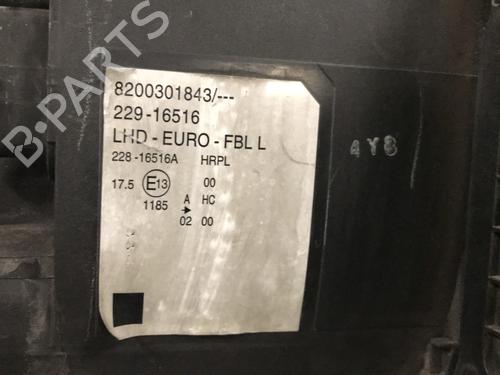 8200301843/---
229-16516
LHD - EURO - FBL L
228-16516A HRPL
17.5 E13 00
1185 A HC
02 00
4Y8
B-PARTS